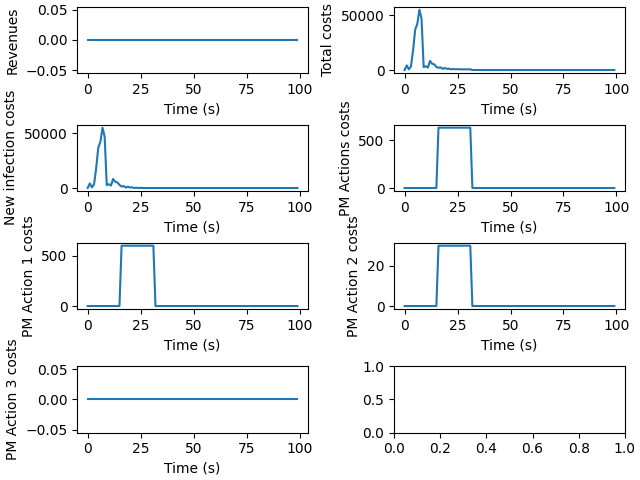 Revenues
0.05
0.00
−0.05
0 25 50 75 100
Time (s)
Total costs
50000
0
0 25 50 75 100
Time (s)
New infection costs
50000
0
0 25 50 75 100
Time (s)
PM Actions costs
500
0
0 25 50 75 100
Time (s)
PM Action 1 costs
500
0
0 25 50 75 100
Time (s)
PM Action 2 costs
20
0
0 25 50 75 100
Time (s)
PM Action 3 costs
0.05
0.00
−0.05
0 25 50 75 100
Time (s)
1.0
0.5
0.0
0.0 0.2 0.4 0.6 0.8 1.0